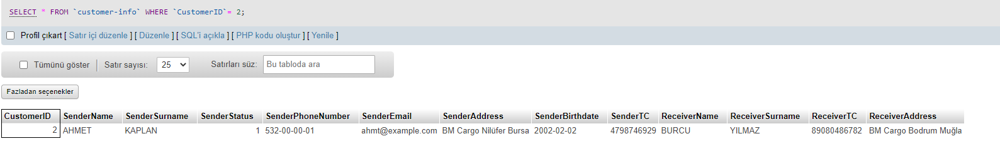 SELECT * FROM `customer-info` WHERE `CustomerID`= 2;
Profil çıkart [ Satır içi düzenle ] [ Düzenle ] [ SQL'i açıkla ] [ PHP kodu oluştur ] [ Yenile ]
Tümünü göster Satır sayısı: 25 Satırları süz: Bu tabloda ara
Fazladan seçenekler
CustomerID SenderName SenderSurname SenderStatus SenderPhoneNumber SenderEmail SenderAddress SenderBirthdate SenderTC ReceiverName ReceiverSurname ReceiverTC ReceiverAddress
2 AHMET KAPLAN 1 532-00-00-01 ahmt@example.com BM Cargo Nilüfer Bursa 2002-02-02 4798746929 BURCU YILMAZ 89080486782 BM Cargo Bodrum Muğla